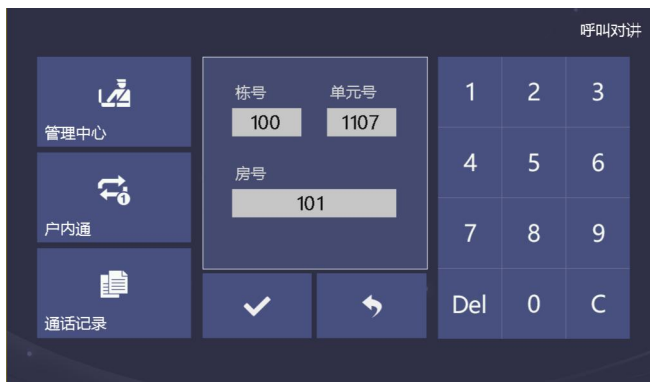 呼叫对讲
管理中心
户内通
通话记录
栋号 单元号
100 1107
房号
101
1 2 3
4 5 6
7 8 9
Del 0 C